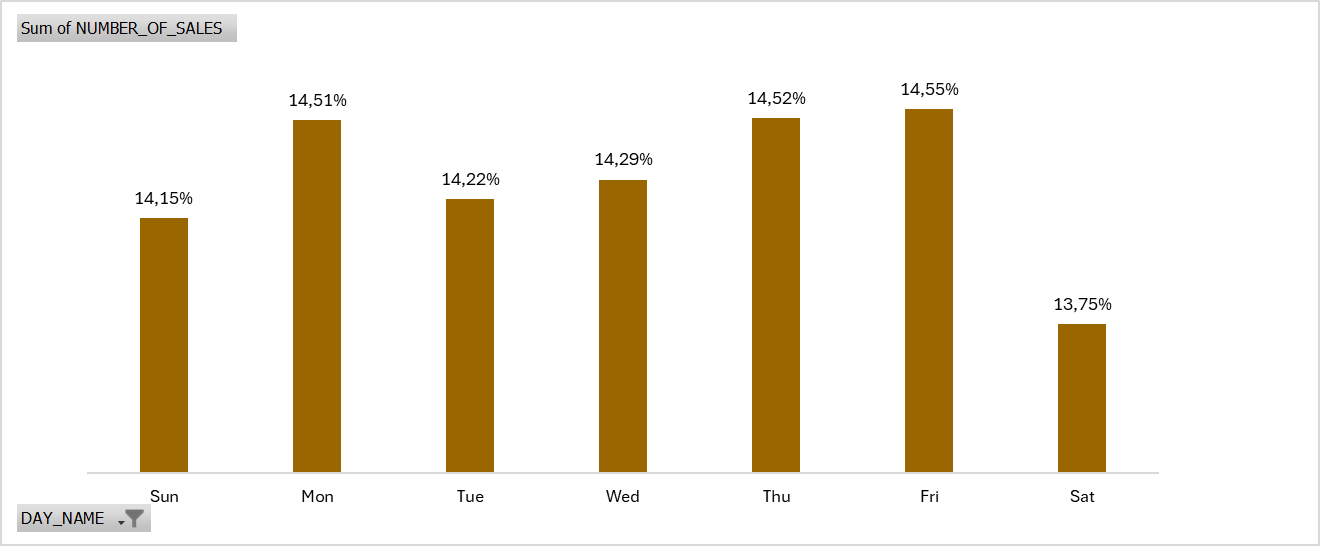 Sum of NUMBER_OF_SALES
14,15%
14,51%
14,22%
14,29%
14,52%
14,55%
13,75%
Sun
Mon
Tue
Wed
Thu
Fri
Sat
DAY_NAME